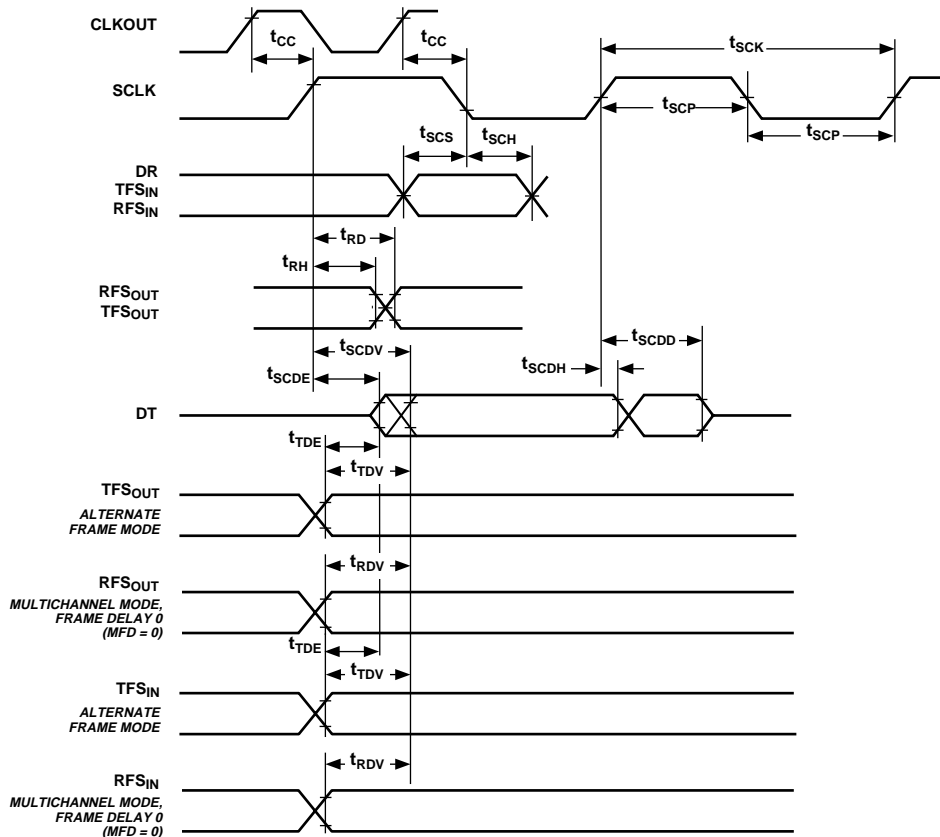 CLKOUT
tCC
tCC
tSCK
SCLK
tSCP
tSCP
tSCS
tSCH
DR
TFSIN
RFSIN
tRD
tRH
RFSOUT
TFSOUT
tSCDV
tSCDD
tSCDE
tSCDH
DT
tTDE
tTDV
TFSOUT
ALTERNATE
FRAME MODE
tRDV
RFSOUT
MULTICHANNEL MODE,
FRAME DELAY 0
(MFD = 0)
tTDE
tTDV
TFSIN
ALTERNATE
FRAME MODE
tRDV
RFSIN
MULTICHANNEL MODE,
FRAME DELAY 0
(MFD = 0)